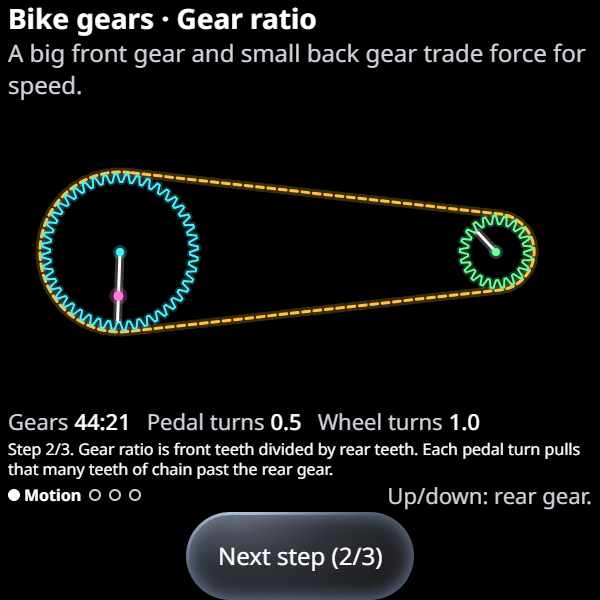 Bike gears · Gear ratio
A big front gear and small back gear trade force for
speed.
Gears 44:21 Pedal turns 0.5 Wheel turns 1.0
Step 2/3. Gear ratio is front teeth divided by rear teeth. Each pedal turn pulls
that many teeth of chain past the rear gear.
Motion
Up/down: rear gear.
Next step (2/3)